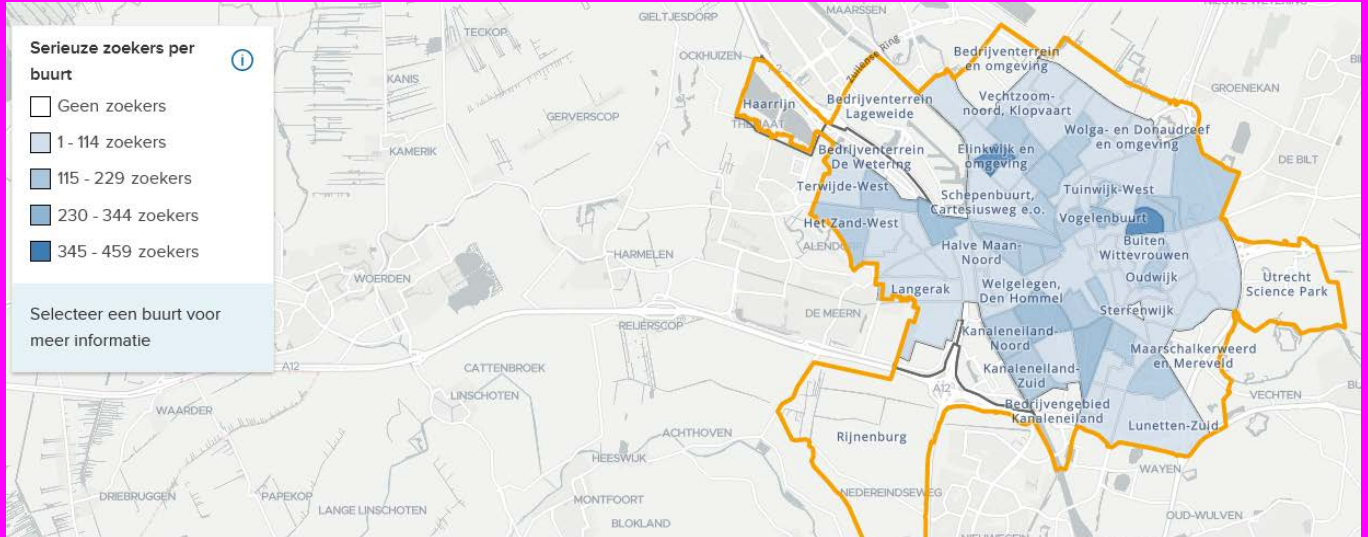 Serieuze zoekers per
buurt
Geen zoekers
1 - 114 zoekers
115 - 229 zoekers
230 - 344 zoekers
345 - 459 zoekers
Selecteer een buurt voor
meer informatie
GIELTJESDORP
MAARSSEN
TECKOP
OCKHUIZEN
Zuilense Ring
Bedrijventerrein
en omgeving
KANIS
GROENEKAN
Haarrijn
Bedrijventerrein
Lageweide
Vechtzoom-
noord, Klopvaart
GERVERSCOP
Wolga- en Donaudreef
en omgeving
KAMERIK
Bedrijventerrein
De Wetering
Elinkwijk en
omgeving
DE BILT
Terwijde-West
Schepenbuurt,
Cartesiusweg e.o.
Tuinwijk-West
Het Zand-West
Vogelenbuurt
HARMELEN
Halve Maan-
Noord
Buiten
Wittevrouwen
WOERDEN
Langerak
Welgelegen,
Den Hommel
Oudwijk
Utrecht
Science Park
DE MEERN
Sterrenwijk
REIJERSCOP
Kanaleneiland-
Noord
Maarschalkerweerd
en Mereveld
A12
CATTENBROEK
Kanaleneiland-
Zuid
A12
LINSCHOTEN
VECHTEN
WAARDER
Bedrijvengebied
Kanaleneiland
Lunetten-Zuid
ACHTHOVEN
Rijnenburg
HEESWIJK
WAYEN
DRIEBRUGGEN
PAPEKOP
LANGE LINSCHOTEN
MONTFOORT
NEDEREINDSEWEG
BLOKLAND
OUD-WULVEN